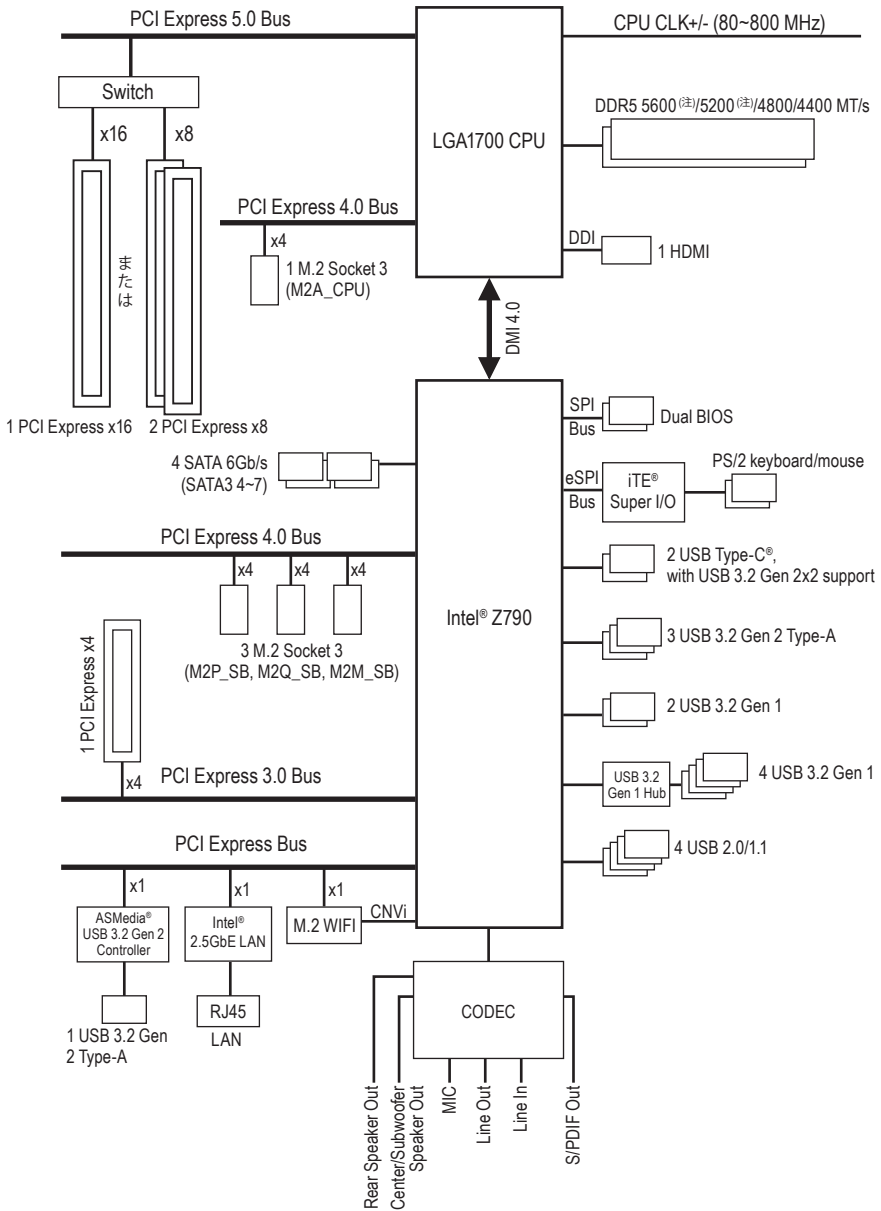 PCI Express 5.0 Bus
CPU CLK+/- (80~800 MHz)
Switch
x16
x8
LGA1700 CPU
DDR5 5600(注)/5200(注)/4800/4400 MT/s
PCI Express 4.0 Bus
x4
1 M.2 Socket 3
(M2A_CPU)
DDI
1 HDMI
または
DMI 4.0
1 PCI Express x16
2 PCI Express x8
SPI
Bus
Dual BIOS
4 SATA 6Gb/s
(SATA3 4~7)
eSPI
Bus
iTE®
Super I/O
PS/2 keyboard/mouse
PCI Express 4.0 Bus
x4
x4
x4
3 M.2 Socket 3
(M2P_SB, M2Q_SB, M2M_SB)
Intel® Z790
2 USB Type-C®,
with USB 3.2 Gen 2x2 support
3 USB 3.2 Gen 2 Type-A
1 PCI Express x4
x4
2 USB 3.2 Gen 1
PCI Express 3.0 Bus
USB 3.2
Gen 1 Hub
4 USB 3.2 Gen 1
PCI Express Bus
4 USB 2.0/1.1
x1
x1
x1
ASMedia®
USB 3.2 Gen 2
Controller
Intel®
2.5GbE LAN
M.2 WIFI
CNVi
1 USB 3.2 Gen
2 Type-A
RJ45
LAN
CODEC
Rear Speaker Out
Center/Subwoofer
Speaker Out
MIC
Line Out
Line In
S/PDIF Out